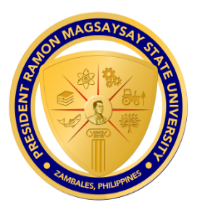 PRESIDENT RAMON MAGSAYSAY STATE UNIVERSITY
ZAMBALES, PHILIPPINES